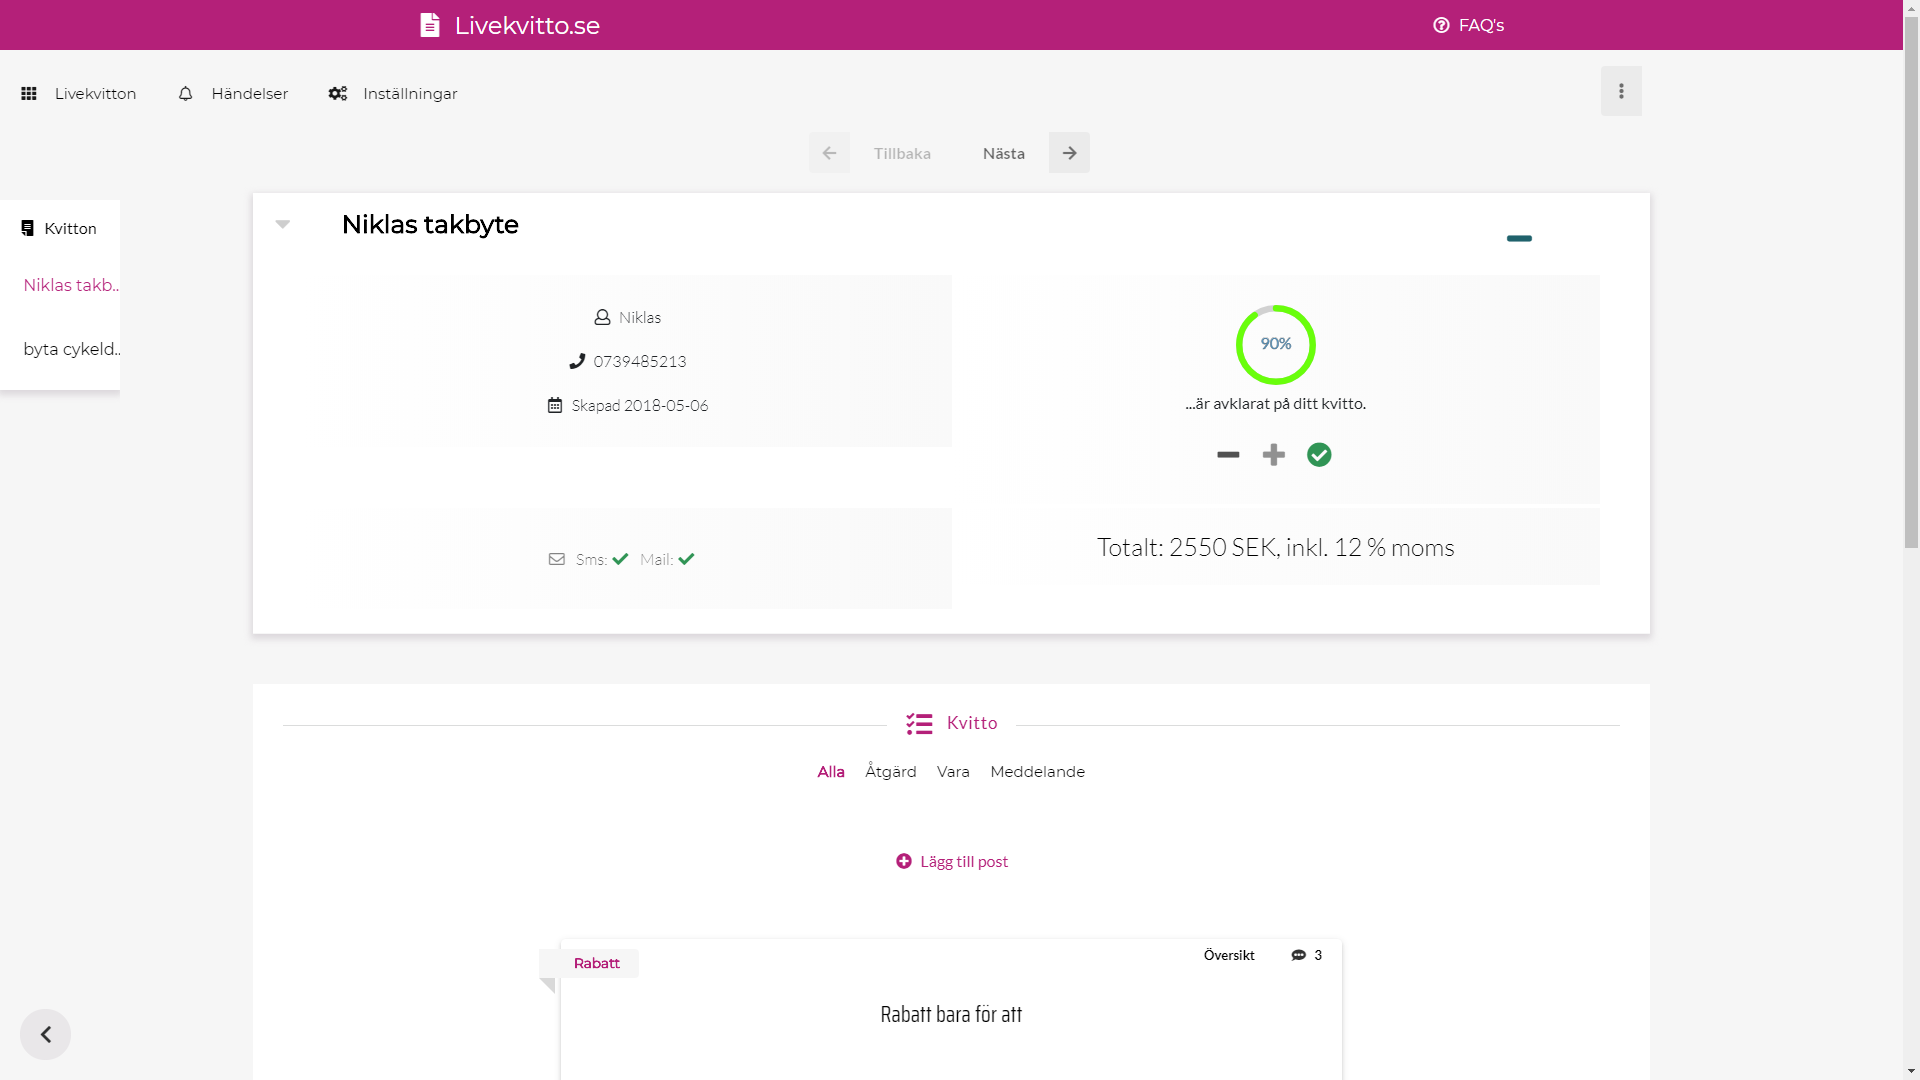 Livekvitto.se
FAQ's
Livekvitton
Händelser
Inställningar
Tillbaka
Nästa
Kvitton
Niklas takb..
byta cykeld..
Niklas takbyte
Niklas
0739485213
Skapad 2018-05-06
90%
...är avklarat på ditt kvitto.
Sms:
Mail:
Totalt: 2550 SEK, inkl. 12 % moms
Kvitto
Alla
Åtgärd
Vara
Meddelande
Lägg till post
Rabatt
Översikt
3
Rabatt bara för att